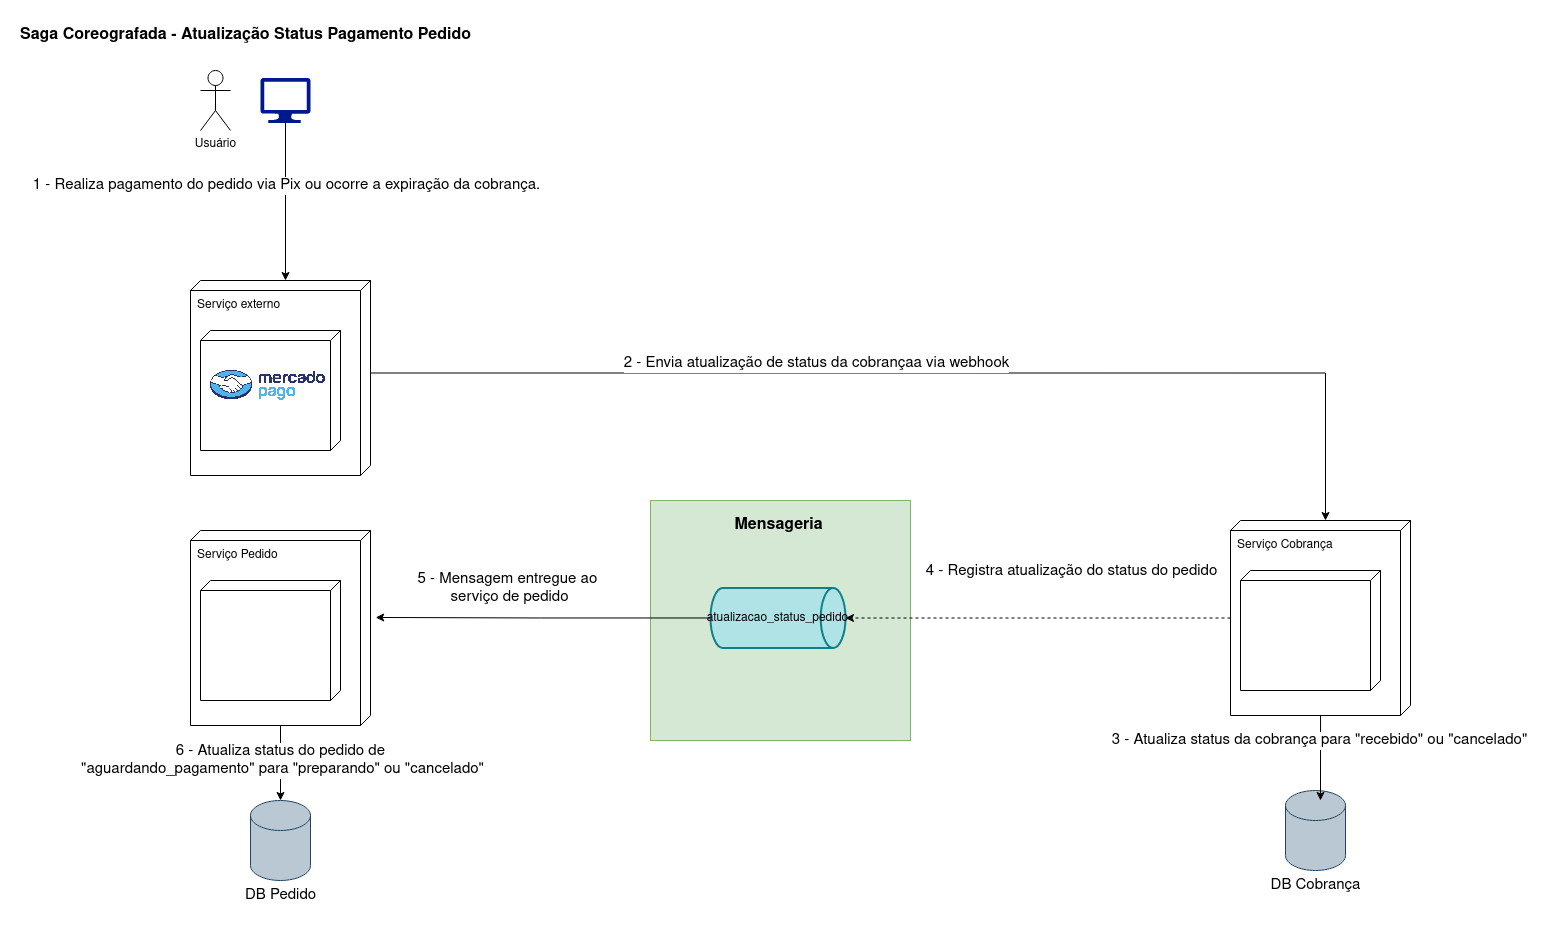 Saga Coreografada - Atualização Status Pagamento Pedido
Usuário
1 - Realiza pagamento do pedido via Pix ou ocorre a expiração da cobrança.
Serviço externo
mercado
pago
2 - Envia atualização de status da cobrançaa via webhook
Mensageria
Serviço Cobrança
Serviço Pedido
4 - Registra atualização do status do pedido
5 - Mensagem entregue ao
serviço de pedido
atualizacao_status_pedido
3 - Atualiza status da cobrança para "recebido" ou "cancelado"
6 - Atualiza status do pedido de
"aguardando_pagamento" para "preparando" ou "cancelado"
DB Cobrança
DB Pedido